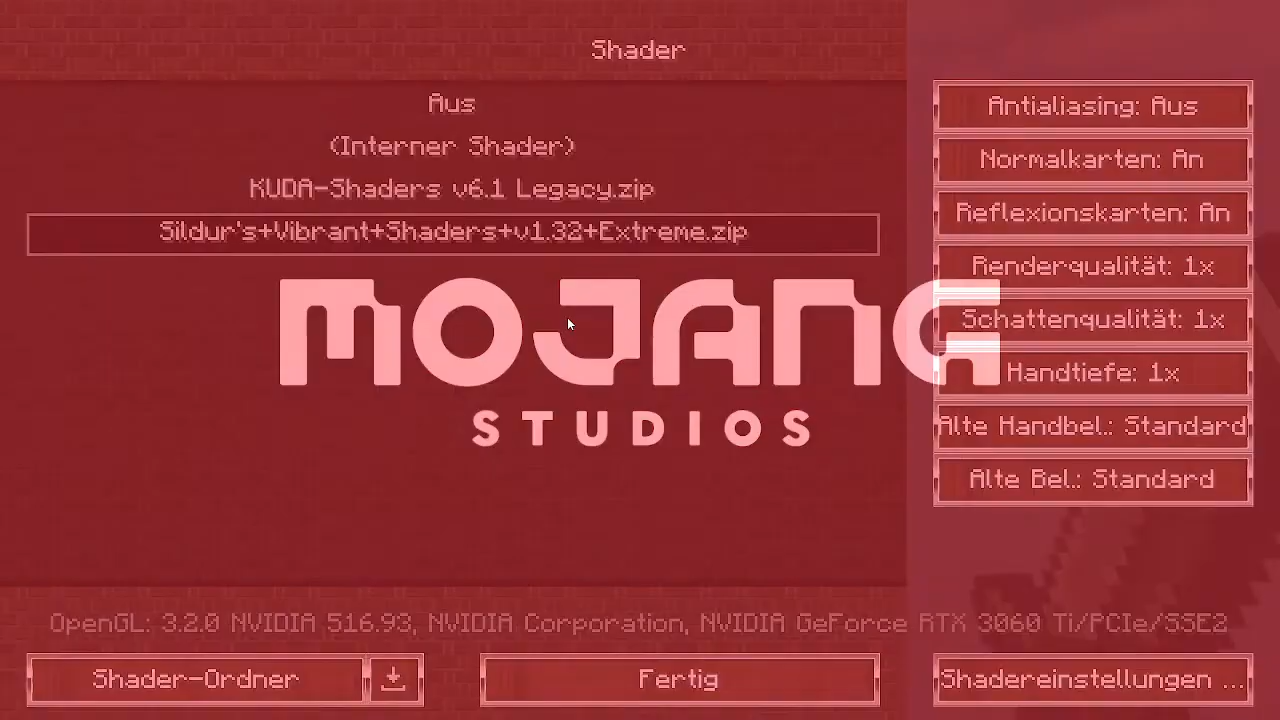 Shader
Aus
(Interner Shader)
KUDA-Shaders v6.1 Legacy.zip
Sildur's+Vibrant+Shaders+v1.32+Extreme.zip
MOJANG
STUDIOS
Antialiasing: Aus
Normalkarten: An
Reflexionskarten: An
Renderqualität: 1x
Schattenqualität: 1x
Handtiefe: 1x
Alte Handbel.: Standard
Alte Bel.: Standard
OpenGL: 3.2.0 NVIDIA 516.93, NVIDIA Corporation, NVIDIA GeForce RTX 3060 Ti/PCIe/SSE2
Shader-Ordner
Fertig
Shadereinstellungen ...